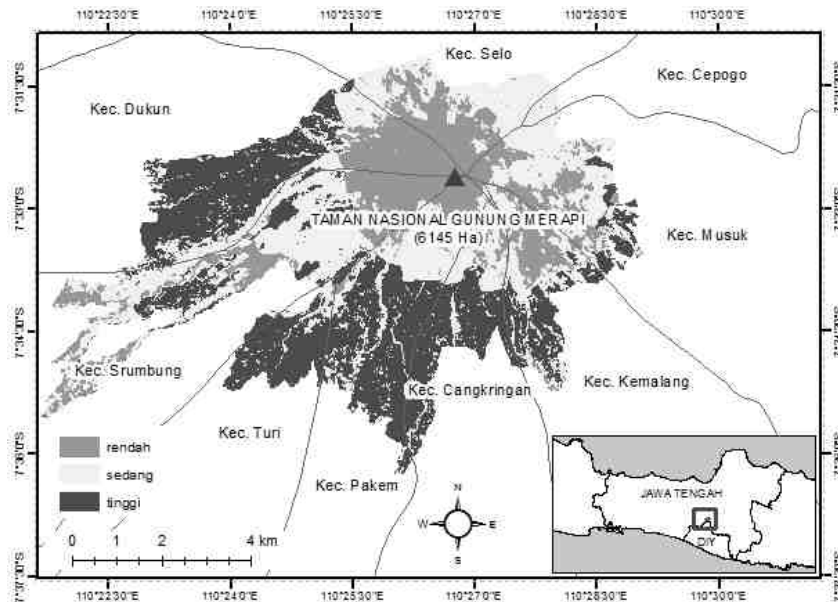 110°22'30"E 110°24'0"E 110°25'30"E 110°27'0"E 110°28'30"E 110°30'0"E
Kec. Selo
Kec. Cepogo
Kec. Dukun
7°31'30"S
7°33'0"S
TAMAN NASIONAL GUNUNG MERAPI
(6145 Ha)
Kec. Musuk
7°34'30"S
Kec. Srumbung
Kec. Cangkringan
Kec. Kemalang
Kec. Turi
7°36'0"S
Kec. Pakem
rendah
sedang
tinggi
0 1 2 4 km
N
W E
S
JAWA TENGAH
DIY
7°37'30"S
110°22'30"E 110°24'0"E 110°25'30"E 110°27'0"E 110°28'30"E 110°30'0"E